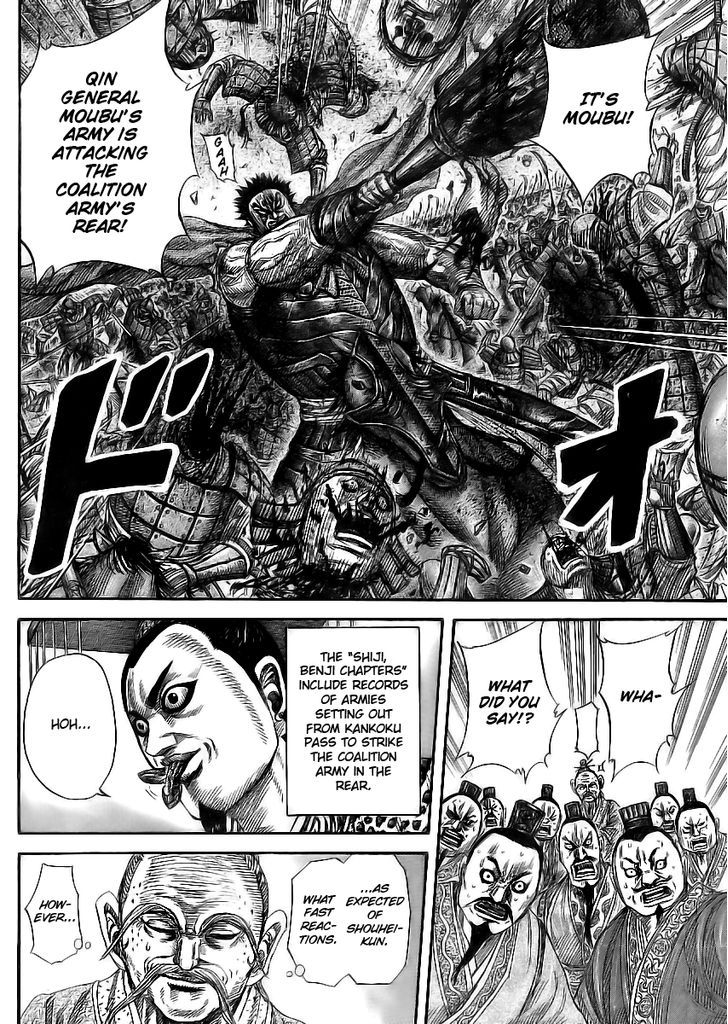 IT'S
MOUBU!
QIN
GENERAL
MOUBU'S
ARMY IS
ATTACKING
THE
COALITION
ARMY'S
REAR!
GAAH
ドォ
WHA-
WHAT
DID YOU
SAY!?
THE "SHIJI,
BENJI CHAPTERS"
INCLUDE RECORDS
OF ARMIES
SETTING OUT
FROM KANKOKU
PASS TO STRIKE
THE COALITION
ARMY IN THE
REAR.
HOH...
...AS
EXPECTED
OF
SHOUHEI-
KUN.
WHAT
FAST
REAC-
TIONS.
HOW-
EVER...